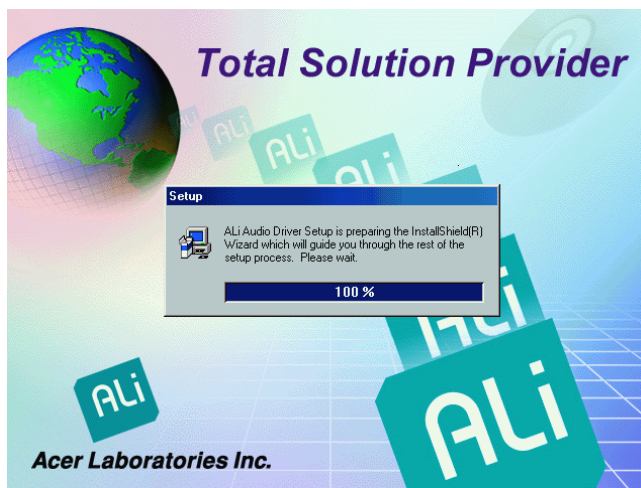 Total Solution Provider
ALi
ALi
ALi
ALi
Setup
ALi Audio Driver Setup is preparing the InstallShield(R)
Wizard which will guide you through the rest of the
setup process. Please wait.
100 %
ALi
ALi
ALi
Acer Laboratories Inc.